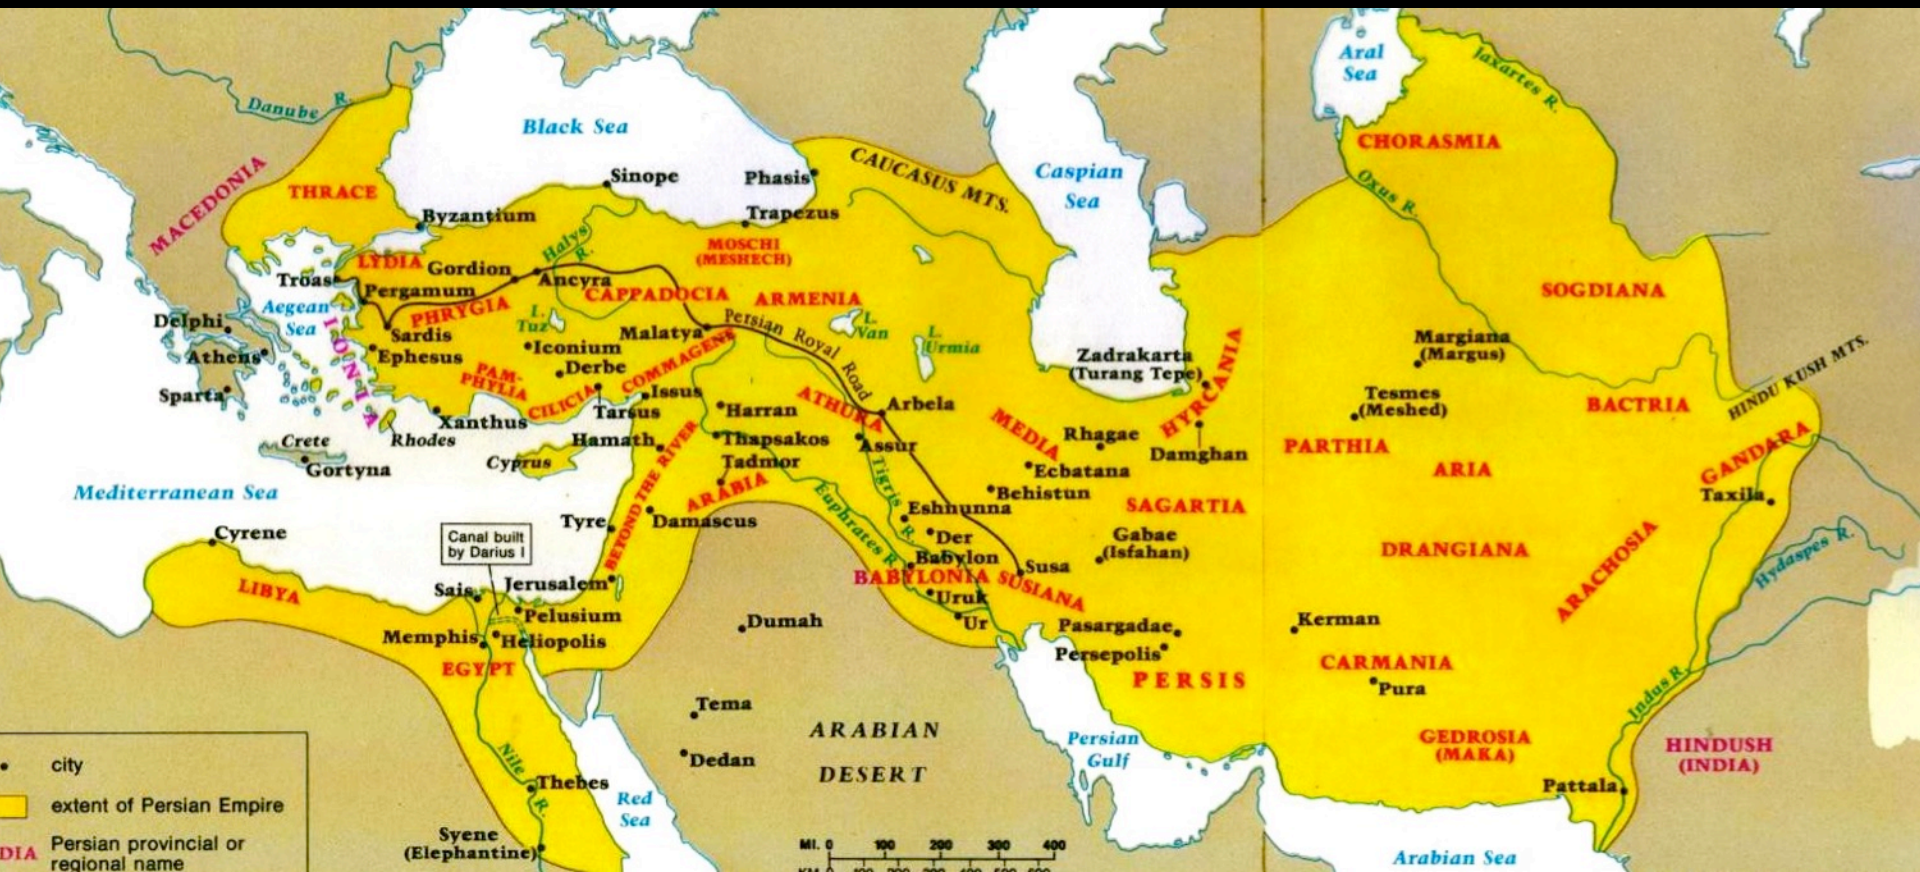 Aral
Sea
Jaxartes R.
Danube R.
Black Sea
CHORASMIA
CAUCASUS MTS.
MACEDONIA
THRACE
Sinope
Phasis
Caspian
Sea
Oxus R.
Byzantium
Trapezus
Halys
R.
MOSCHI
(MESHECH)
LYDIA
Gordion
Troas
Pergamum
Ancyra
SOGDIANA
Aegean
Sea
IONIA
PHRYGIA
CAPPADOCIA
ARMENIA
Delphi
Sardis
L.
Tuz
Malatya
Persian Royal Road
L.
Van
L.
Urmia
Margiana
(Margus)
Athens
Ephesus
Iconium
Derbe
COMMAGENE
Zadrakarta
(Turang Tepe)
HYRCANIA
HINDU KUSH MTS.
Sparta
PAM-
PHYLIA
CILICIA
Tarsus
Issus
Harran
ATHURA
Arbela
Tesmes
(Meshed)
BACTRIA
Xanthus
Rhodes
Crete
Gortyna
Cyprus
Hamath
Thapsakos
Tadmor
Assur
MEDIA
Rhagae
Damghan
PARTHIA
ARIA
GANDARA
Taxila
Ecbatana
Behistun
Mediterranean Sea
BEYOND THE RIVER
ARABIA
Damascus
Tyre
Euphrates R.
Tigris R.
Eshnunna
Der
SAGARTIA
Gabae
(Isfahan)
DRANGIANA
ARACHOSIA
Hydaspes R.
Cyrene
Canal built
by Darius I
Babylon
BABYLONIA
SUSIANA
Susa
LIBYA
Sais
Jerusalem
Pelusium
Uruk
Ur
Dumah
Pasargadae
Persepolis
Kerman
Memphis
Heliopolis
EGYPT
PERSIS
CARMANIA
Pura
Indus R.
Tema
ARABIAN
DESERT
Dedan
Persian
Gulf
GEDROSIA
(MAKA)
HINDUSH
(INDIA)
Nile R.
Thebes
Pattala
Red
Sea
Syene
(Elephantine)
Arabian Sea
city
extent of Persian Empire
DIA Persian provincial or
regional name
MI. 0 100 200 300 400